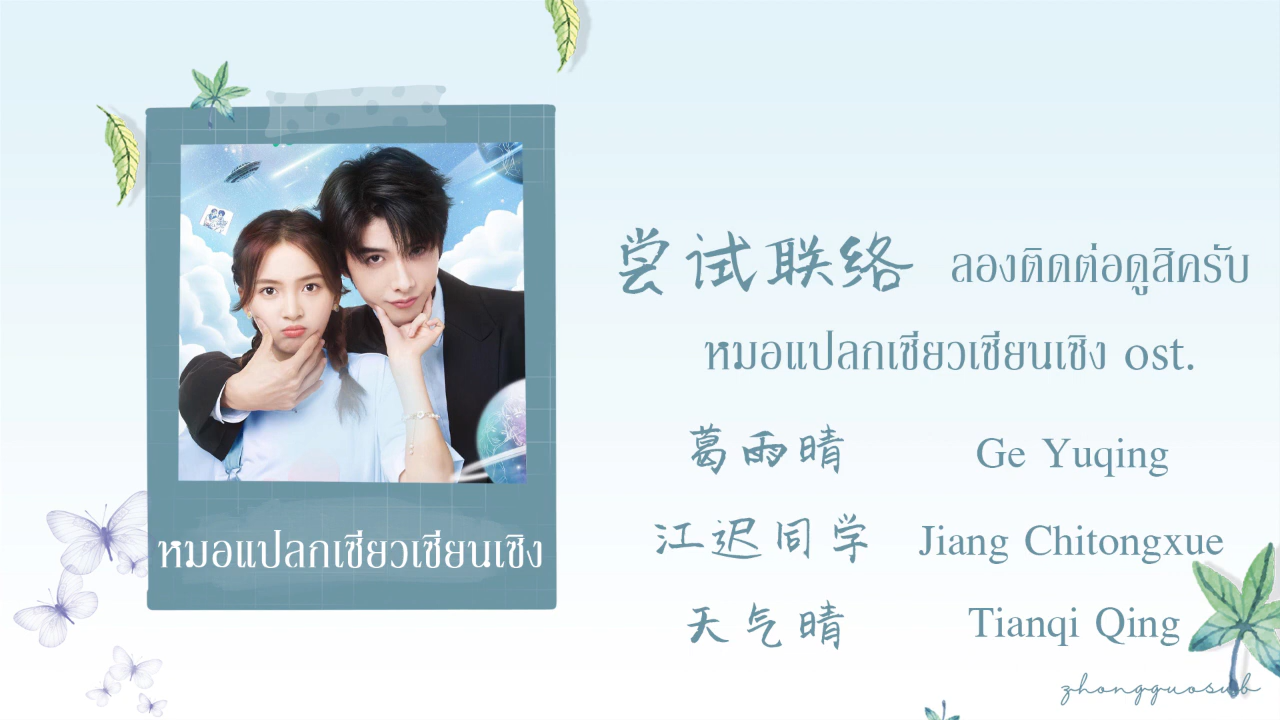 หมอแปลกเซียวเซียนเซิง
尝试联络 ลองติดต่อดูสิครับ
หมอแปลกเซียวเซียนเซิง ost.
葛雨晴 Ge Yuqing
江迟同学 Jiang Chitongxue
天气晴 Tianqi Qing
zhongguosub